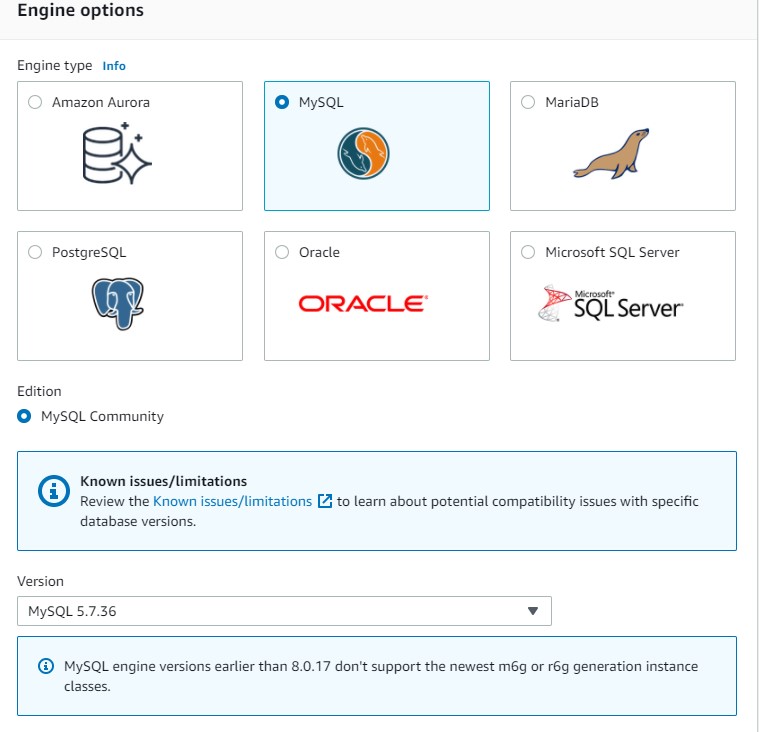 Engine options
Engine type Info
Amazon Aurora
MySQL
MariaDB
PostgreSQL
Oracle
Microsoft SQL Server
ORACLE®
Microsoft®
SQL Server®
Edition
MySQL Community
Known issues/limitations
Review the Known issues/limitations to learn about potential compatibility issues with specific
database versions.
Version
MySQL 5.7.36
MySQL engine versions earlier than 8.0.17 don't support the newest m6g or r6g generation instance
classes.